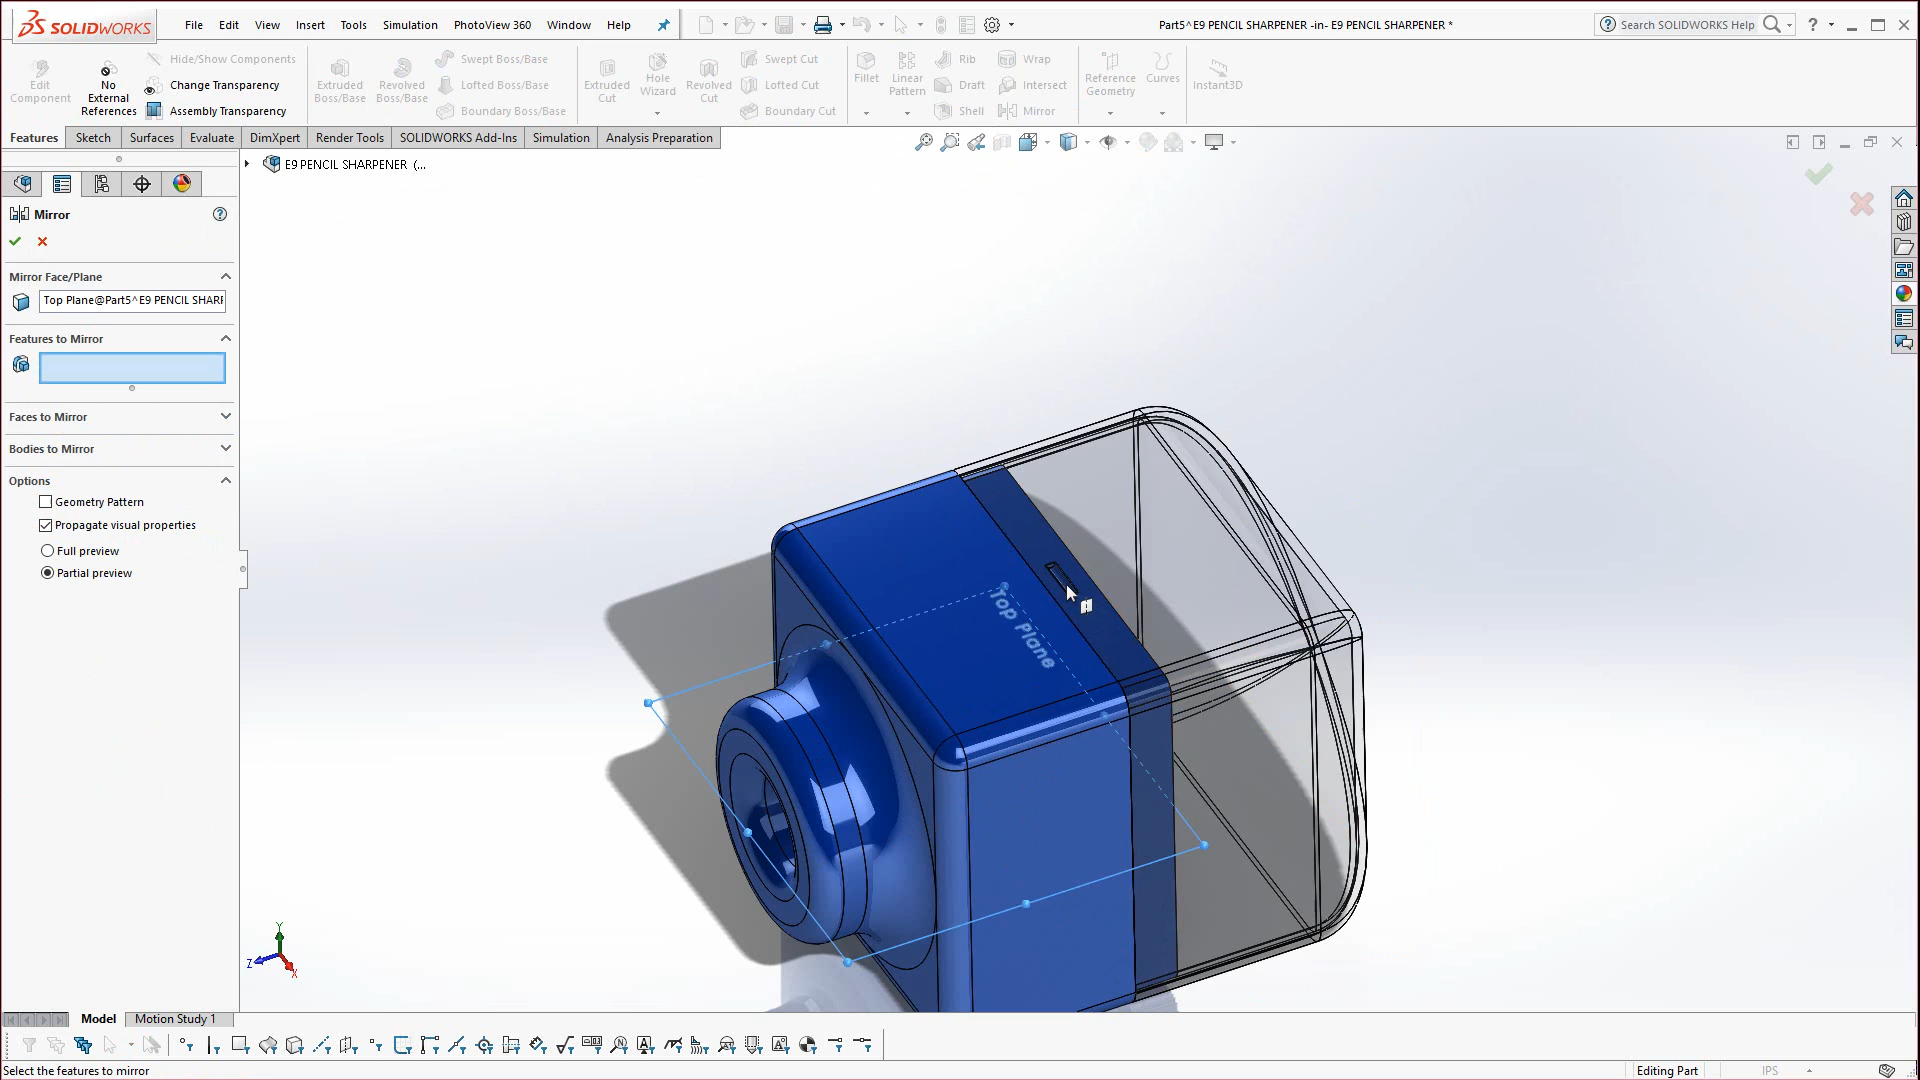 SOLIDWORKS
File Edit View Insert Tools Simulation PhotoView 360 Window Help
Part5^E9 PENCIL SHARPENER -in- E9 PENCIL SHARPENER *
Search SOLIDWORKS Help
Edit Component
No External References
Hide/Show Components
Change Transparency
Assembly Transparency
Extruded Boss/Base
Revolved Boss/Base
Swept Boss/Base
Lofted Boss/Base
Boundary Boss/Base
Extruded Cut
Hole Wizard
Revolved Cut
Swept Cut
Lofted Cut
Boundary Cut
Fillet
Linear Pattern
Rib
Draft
Shell
Wrap
Intersect
Mirror
Reference Geometry
Curves
Instant3D
Features Sketch Surfaces Evaluate DimXpert Render Tools SOLIDWORKS Add-Ins Simulation Analysis Preparation
E9 PENCIL SHARPENER (...
Mirror
Mirror Face/Plane
Top Plane@Part5^E9 PENCIL SHARP
Features to Mirror
Faces to Mirror
Bodies to Mirror
Options
Geometry Pattern
Propagate visual properties
Full preview
Partial preview
Top Plane
Y
Z
X
Model Motion Study 1
Select the features to mirror
Editing Part
IPS